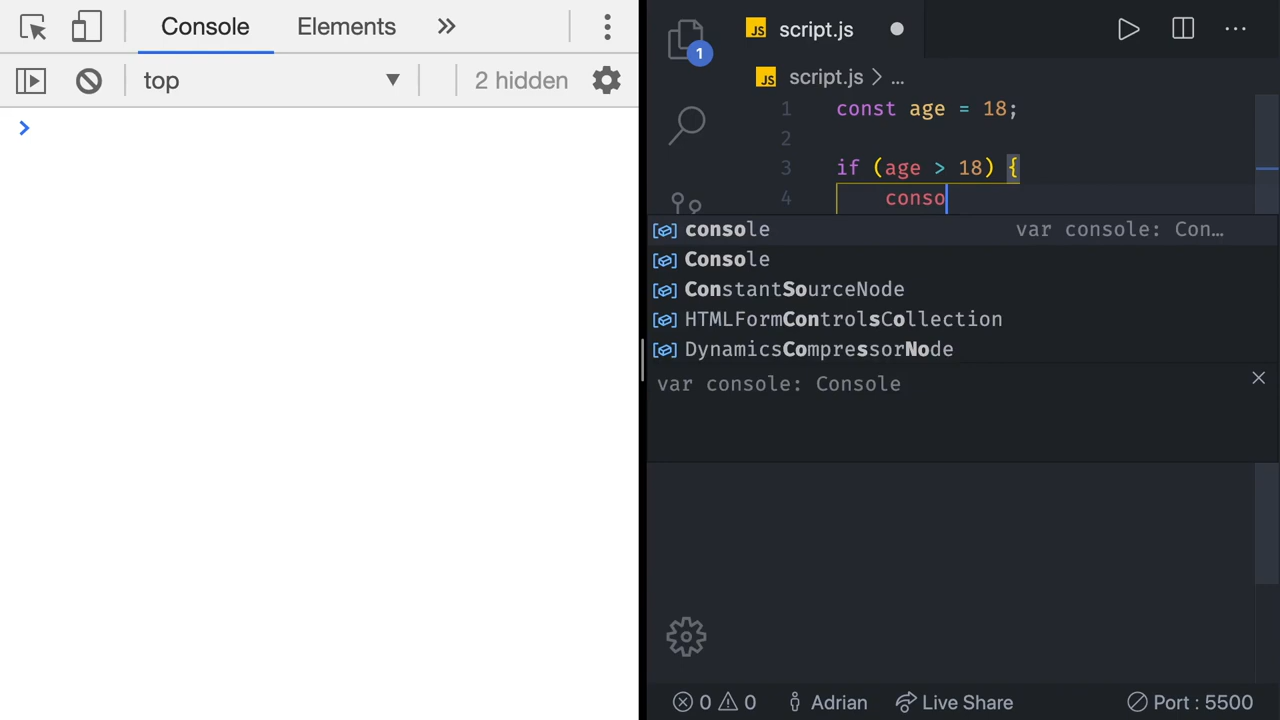 Console Elements
top ▼ 2 hidden
>
1
JS script.js ●
JS script.js > ...
1 const age = 18;
2
3 if (age > 18) {
4 conso
console var console: Con…
Console
ConstantSourceNode
HTMLFormControlsCollection
DynamicsCompressorNode
var console: Console
0 0 Adrian Live Share Port : 5500